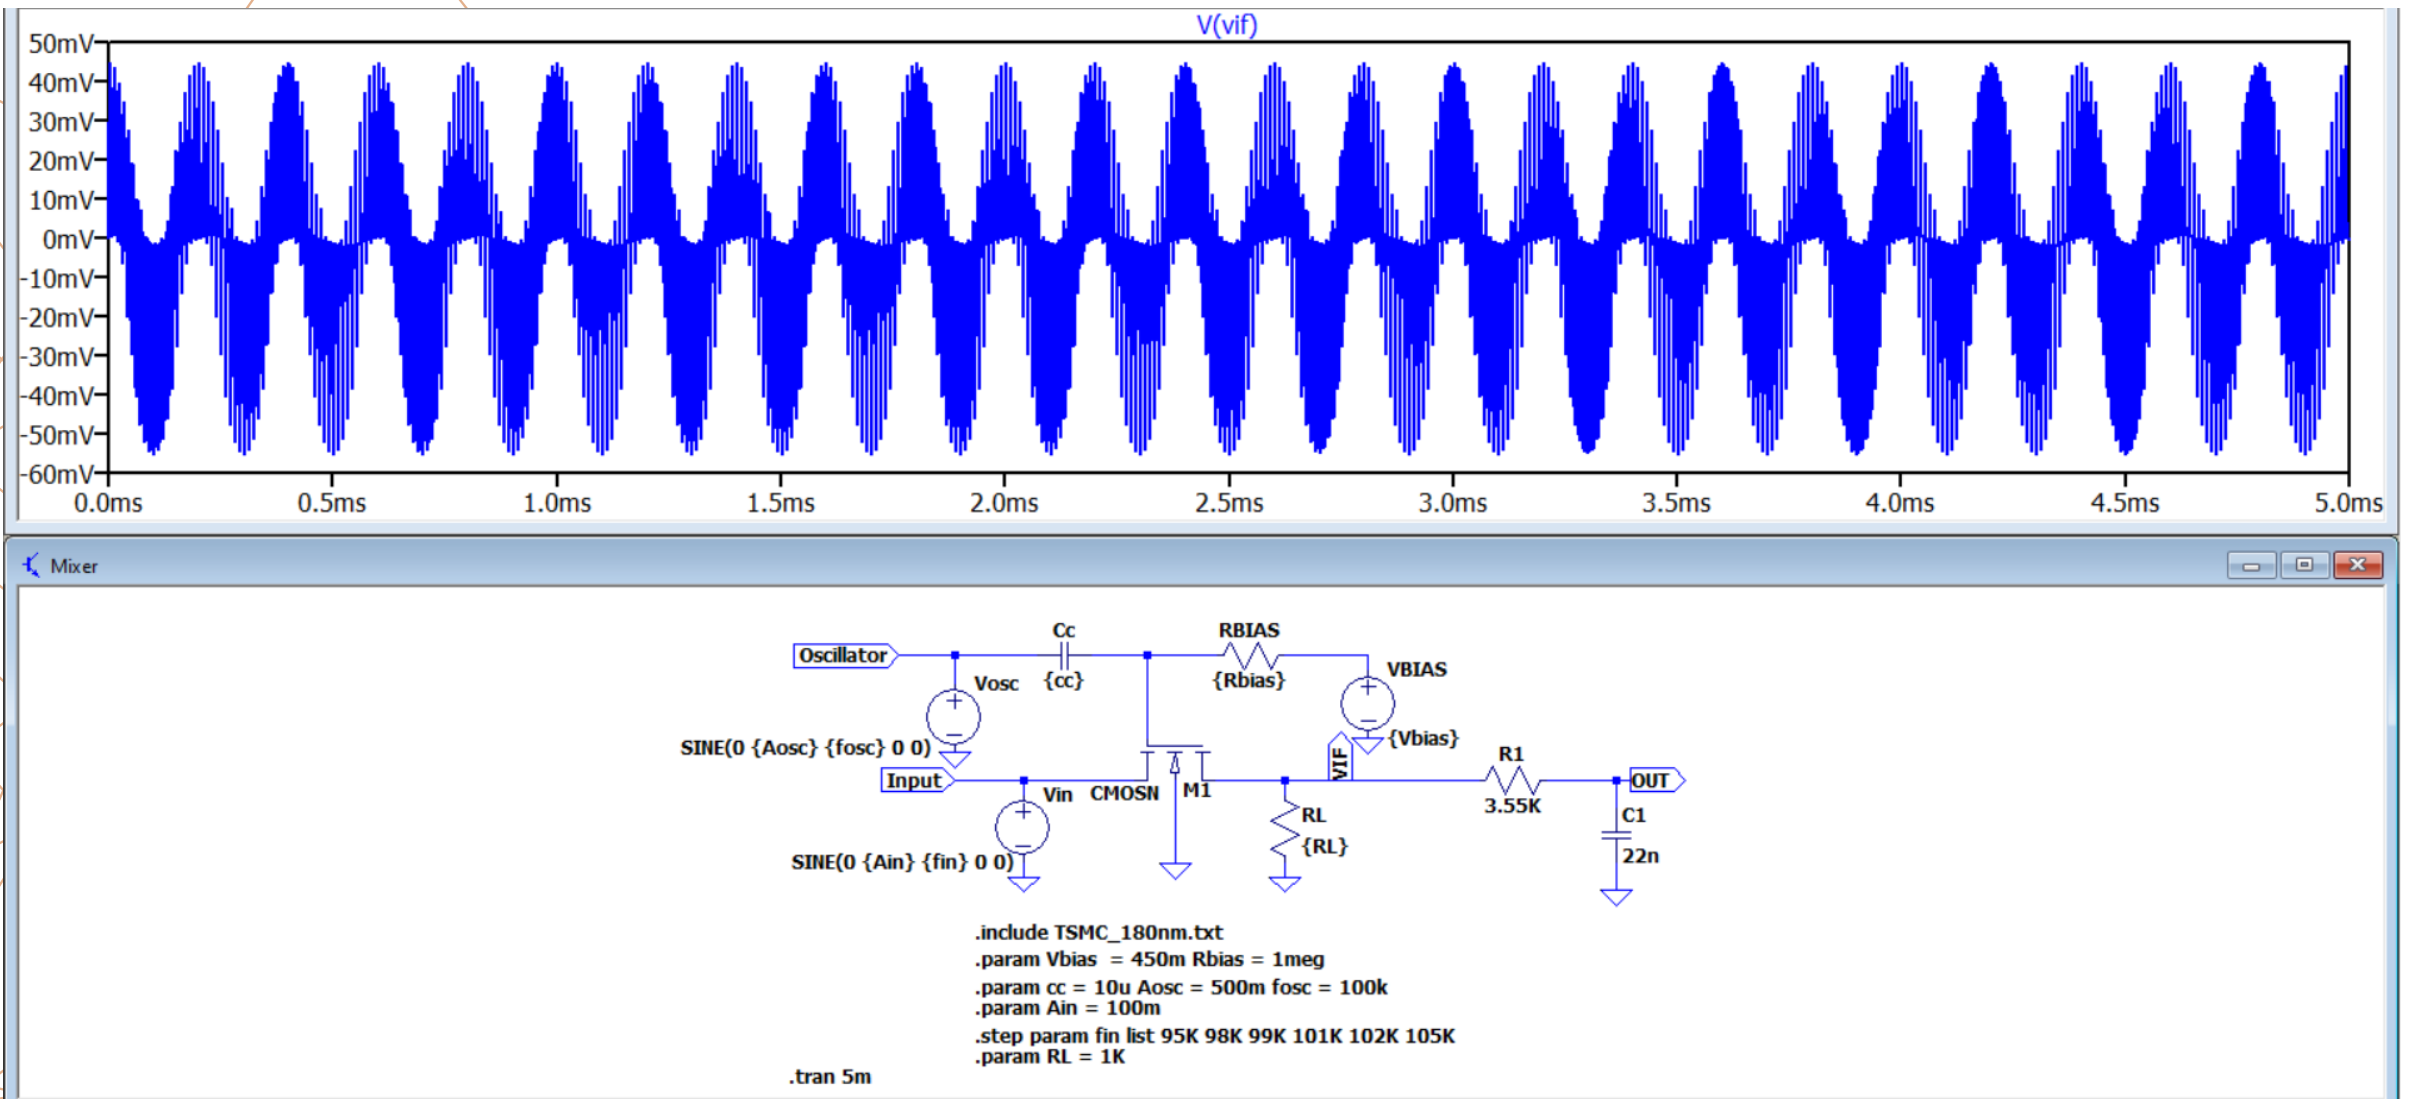 V(vif)
50mV
40mV
30mV
20mV
10mV
0mV
-10mV
-20mV
-30mV
-40mV
-50mV
-60mV
0.0ms 0.5ms 1.0ms 1.5ms 2.0ms 2.5ms 3.0ms 3.5ms 4.0ms 4.5ms 5.0ms
Mixer
Cc RBIAS
Oscillator
VBIAS
Vosc {cc} {Rbias}
SINE(0 {Aosc} {fosc} 0 0) {Vbias}
VIF
R1
Input Vin CMOSN M1 OUT
3.55K
RL C1
SINE(0 {Ain} {fin} 0 0) {RL} 22n
.include TSMC_180nm.txt
.param Vbias  = 450m Rbias = 1meg
.param cc = 10u Aosc = 500m fosc = 100k
.param Ain = 100m
.step param fin list 95K 98K 99K 101K 102K 105K
.param RL = 1K
.tran 5m